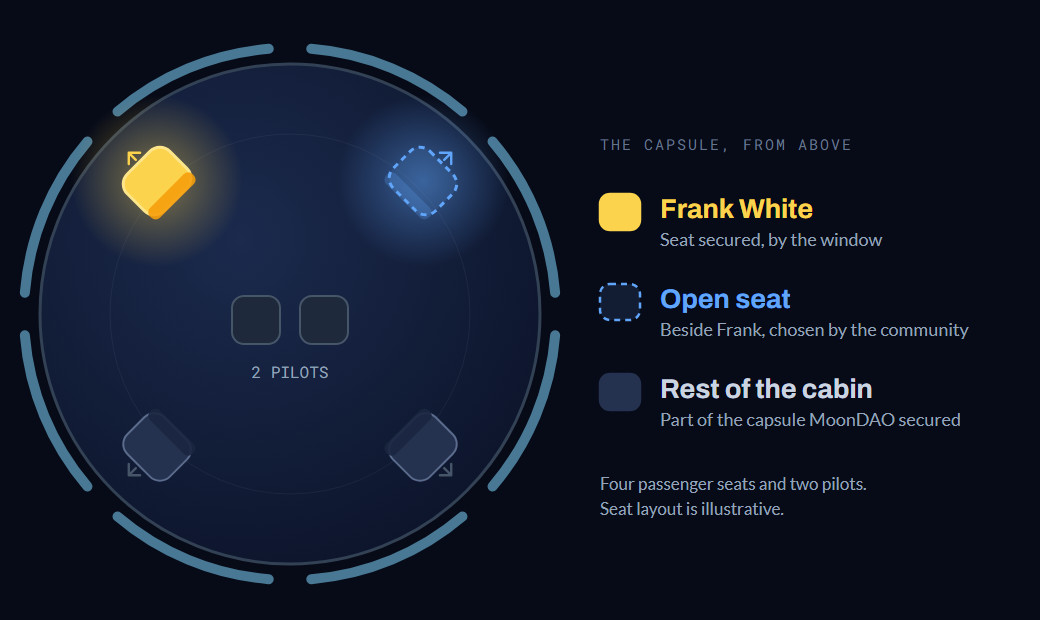 THE CAPSULE, FROM ABOVE
Frank White
Seat secured, by the window
Open seat
Beside Frank, chosen by the community
2 PILOTS
Rest of the cabin
Part of the capsule MoonDAO secured
Four passenger seats and two pilots.
Seat layout is illustrative.